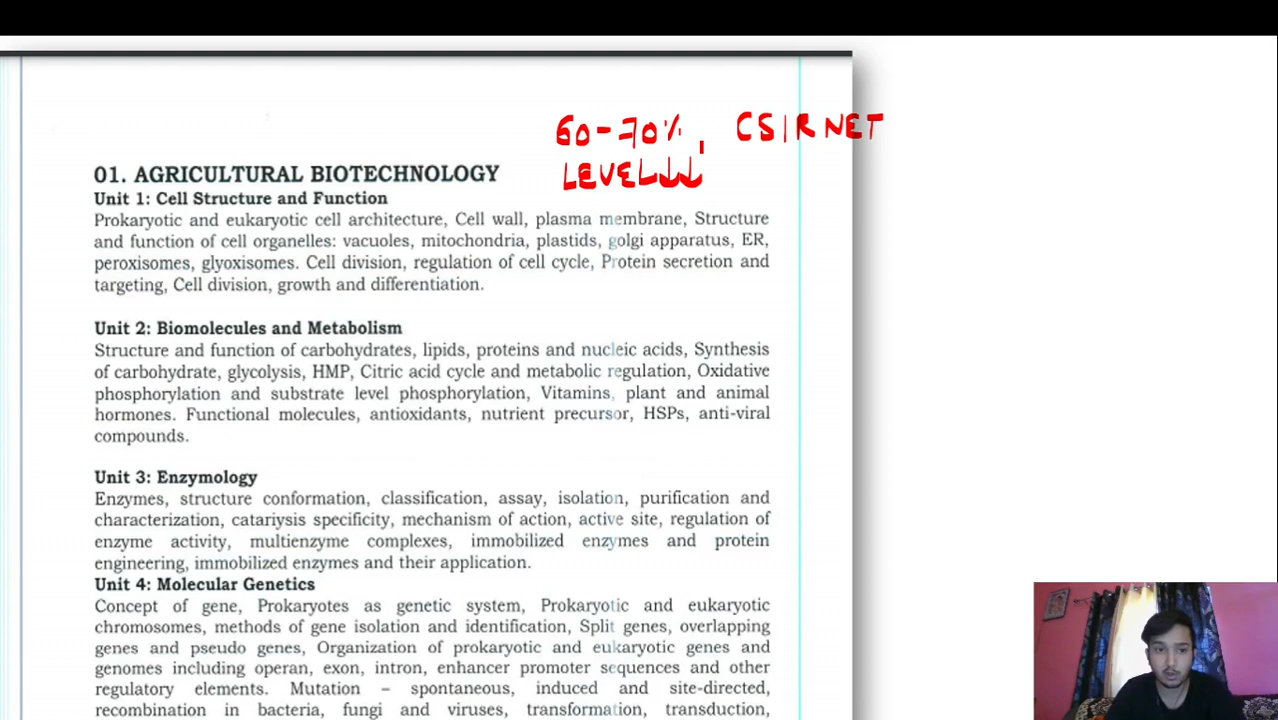 60-70%, CSIR NET
LEVEL↓↓↓
01. AGRICULTURAL BIOTECHNOLOGY
Unit 1: Cell Structure and Function
Prokaryotic and eukaryotic cell architecture, Cell wall, plasma membrane, Structure
and function of cell organelles: vacuoles, mitochondria, plastids, golgi apparatus, ER,
peroxisomes, glyoxisomes. Cell division, regulation of cell cycle, Protein secretion and
targeting, Cell division, growth and differentiation.
Unit 2: Biomolecules and Metabolism
Structure and function of carbohydrates, lipids, proteins and nucleic acids, Synthesis
of carbohydrate, glycolysis, HMP, Citric acid cycle and metabolic regulation, Oxidative
phosphorylation and substrate level phosphorylation, Vitamins, plant and animal
hormones. Functional molecules, antioxidants, nutrient precursor, HSPs, anti-viral
compounds.
Unit 3: Enzymology
Enzymes, structure conformation, classification, assay, isolation, purification and
characterization, catariysis specificity, mechanism of action, active site, regulation of
enzyme activity, multienzyme complexes, immobilized enzymes and protein
engineering, immobilized enzymes and their application.
Unit 4: Molecular Genetics
Concept of gene, Prokaryotes as genetic system, Prokaryotic and eukaryotic
chromosomes, methods of gene isolation and identification, Split genes, overlapping
genes and pseudo genes, Organization of prokaryotic and eukaryotic genes and
genomes including operan, exon, intron, enhancer promoter sequences and other
regulatory elements. Mutation – spontaneous, induced and site-directed,
recombination in bacteria, fungi and viruses, transformation, transduction,